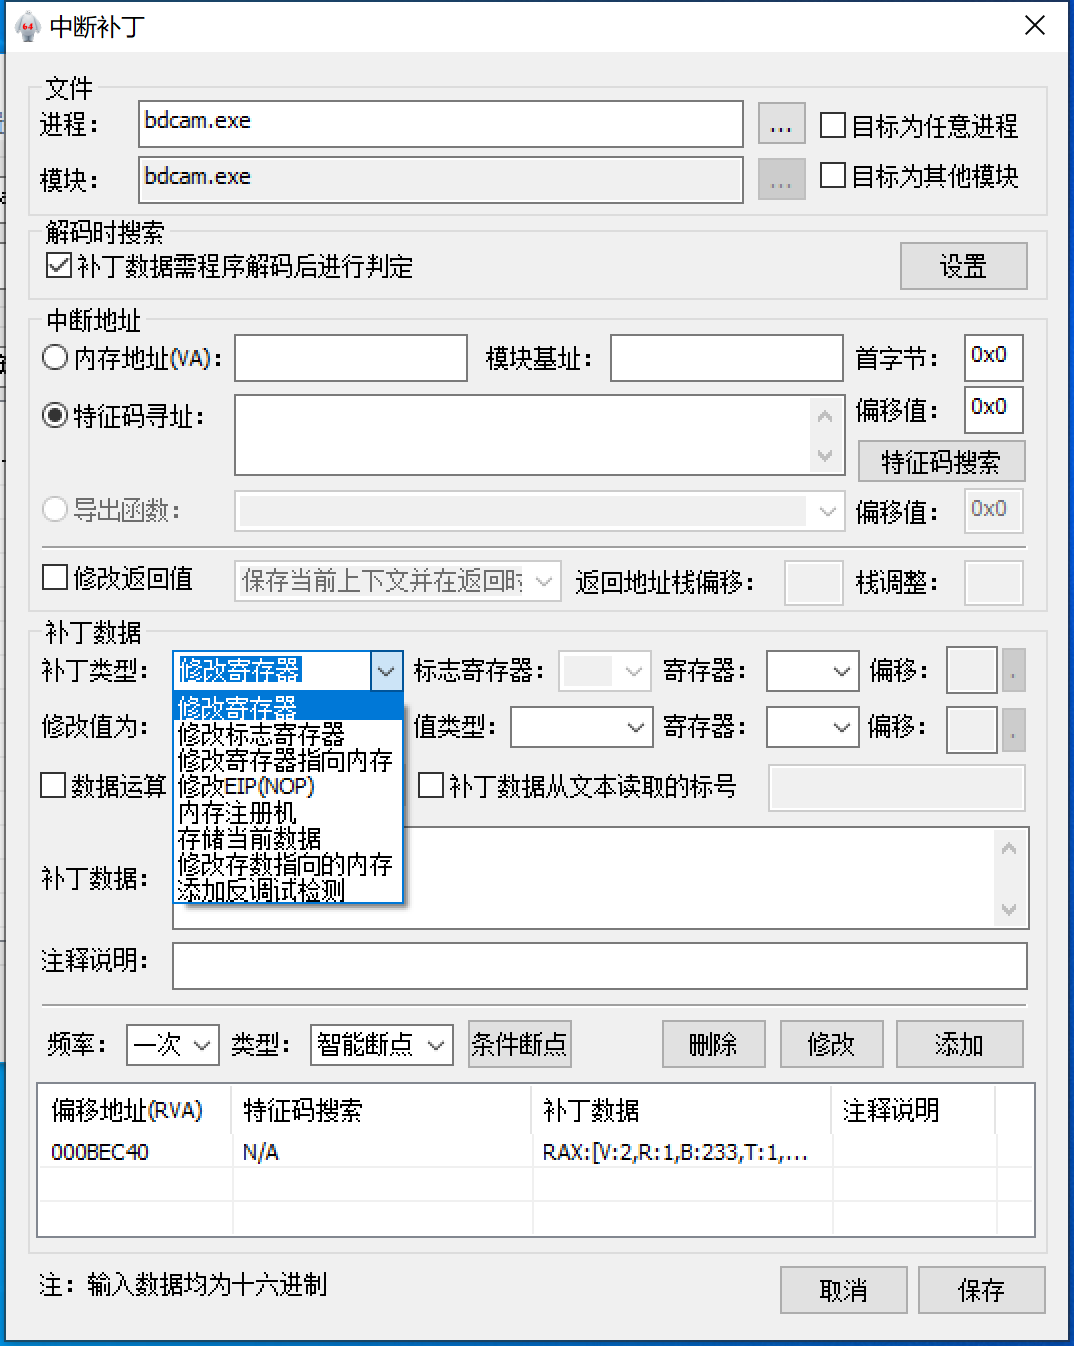 中断补丁
文件
进程： bdcam.exe ... 目标为任意进程
模块： bdcam.exe ... 目标为其他模块
解码时搜索
补丁数据需程序解码后进行判定 设置
中断地址
内存地址(VA)： 模块基址： 首字节： 0x0
特征码寻址： 偏移值： 0x0
特征码搜索
导出函数： 偏移值： 0x0
修改返回值 保存当前上下文并在返回时 返回地址栈偏移： 栈调整：
补丁数据
补丁类型： 修改寄存器 标志寄存器： 寄存器： 偏移： .
修改值为： 值类型： 寄存器： 偏移： .
修改寄存器
修改标志寄存器
修改寄存器指向内存
修改EIP(NOP)
内存注册机
存储当前数据
修改存数指向的内存
添加反调试检测
数据运算 补丁数据从文本读取的标号
补丁数据：
注释说明：
频率： 一次 类型： 智能断点 条件断点 删除 修改 添加
偏移地址(RVA) 特征码搜索 补丁数据 注释说明
000BEC40 N/A RAX:[V:2,R:1,B:233,T:1,...
注：输入数据均为十六进制 取消 保存